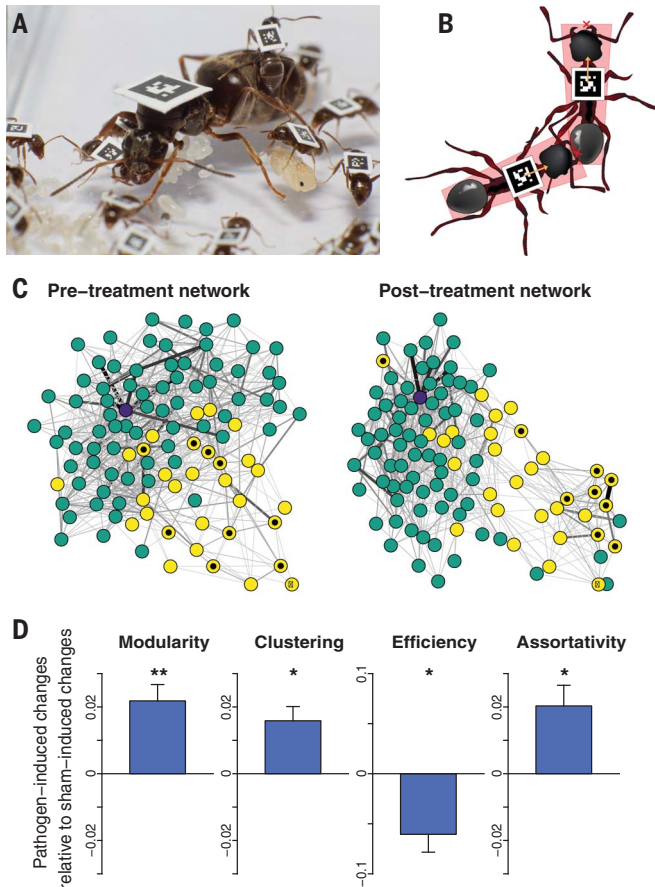 A
B
C
Pre-treatment network
Post-treatment network
D
Modularity
Clustering
Efficiency
Assortativity
Pathogen-induced changes
relative to sham-induced changes
**
*
*
*
0.02
0
-0.02
0.02
0
-0.02
0.1
0
-0.1
0.02
0
-0.02